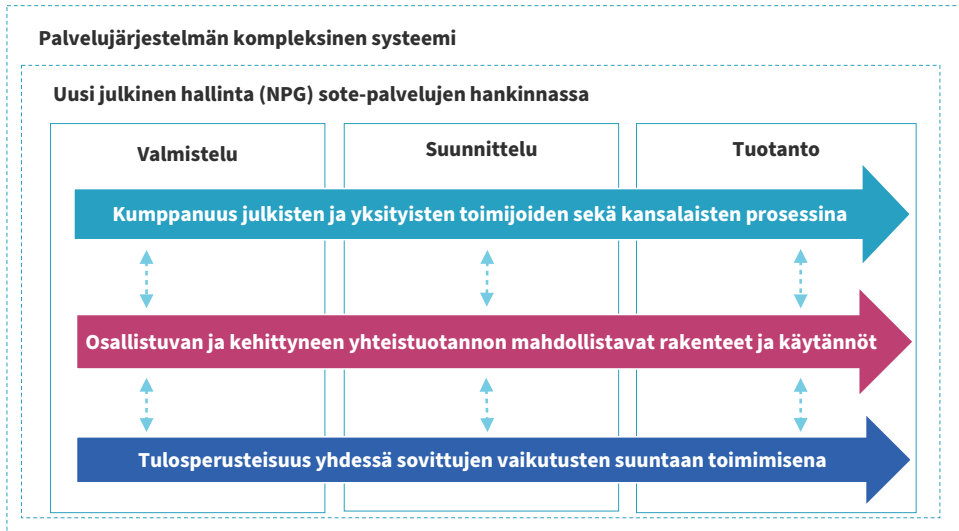 Palvelujärjestelmän kompleksinen systeemi
Uusi julkinen hallinta (NPG) sote-palvelujen hankinnassa
Valmistelu
Suunnittelu
Tuotanto
Kumppanuus julkisten ja yksityisten toimijoiden sekä kansalaisten prosessina
Osallistuvan ja kehittyneen yhteistuotannon mahdollistavat rakenteet ja käytännöt
Tulosperusteisuus yhdessä sovittujen vaikutusten suuntaan toimimisena